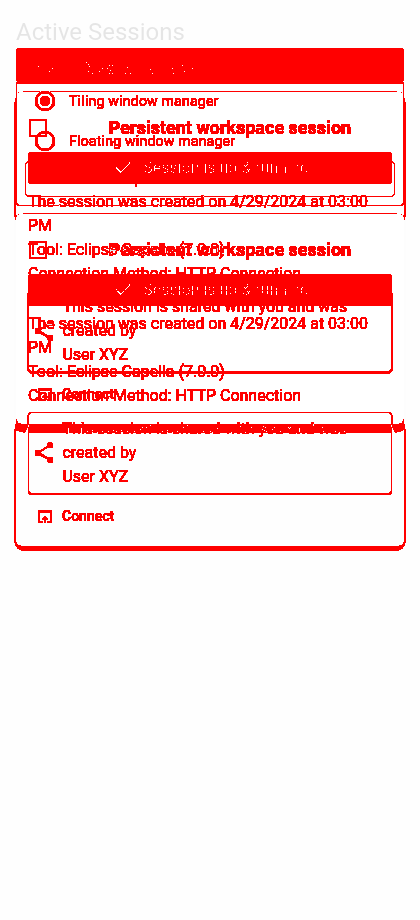 Active Sessions
Tiling window manager
Persistent workspace session
Floating window manager
Session is up & running
The session was created on 4/29/2024 at 03:00
PM
Tool: Eclipse Capella (7.0.0)
Persistent workspace session
Connection Method: HTTP Connection
Session is up & running
This session is shared with you and was
The session was created on 4/29/2024 at 03:00
created by
PM
User XYZ
Tool: Eclipse Capella (7.0.0)
Connect
Connection Method: HTTP Connection
This session is shared with you and was
created by
User XYZ
Connect